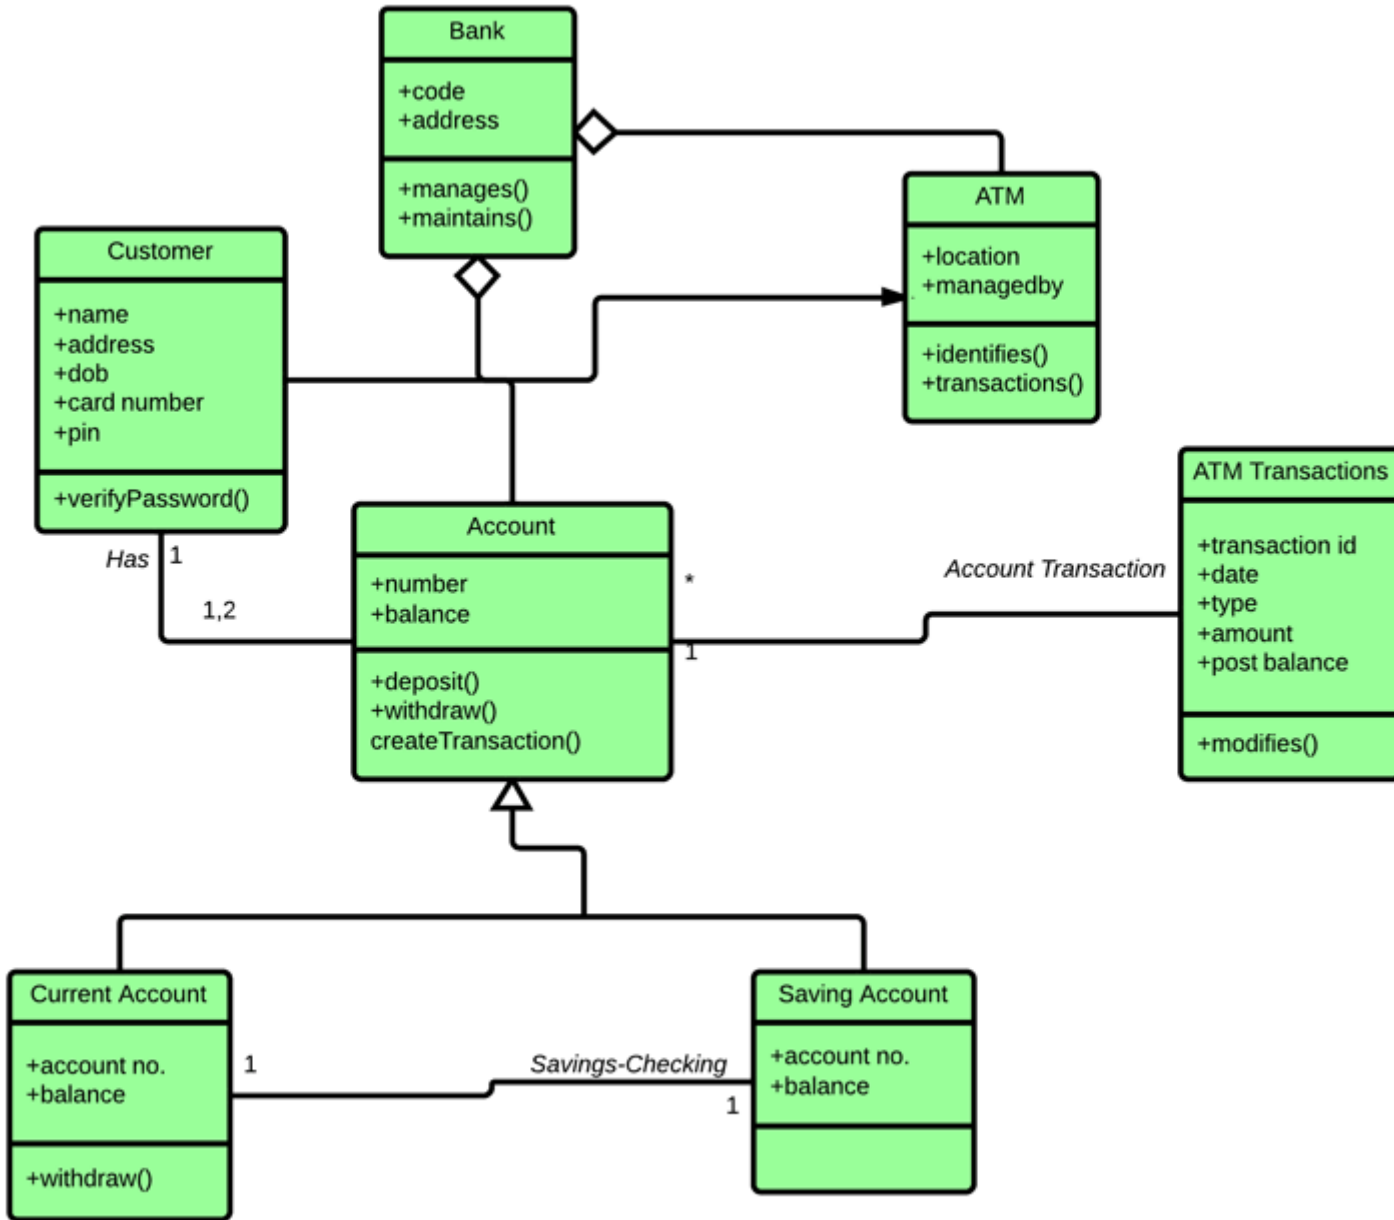 Bank
+code
+address
+manages()
+maintains()
ATM
+location
+managedby
+identifies()
+transactions()
Customer
+name
+address
+dob
+card number
+pin
+verifyPassword()
Has
1
1,2
Account
+number
+balance
+deposit()
+withdraw()
createTransaction()
*
1
Account Transaction
ATM Transactions
+transaction id
+date
+type
+amount
+post balance
+modifies()
Current Account
+account no.
+balance
+withdraw()
1
Savings-Checking
1
Saving Account
+account no.
+balance